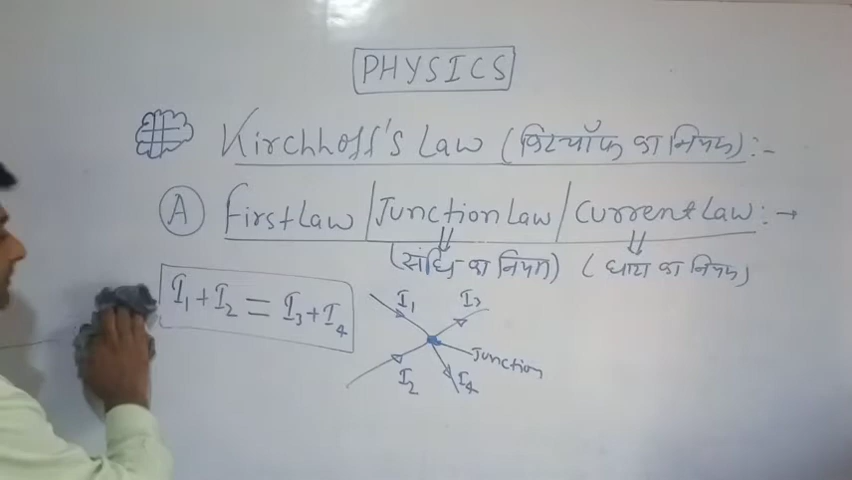 PHYSICS
Kirchhoff's Law (किरचॉफ का नियम) :-
A First Law / Junction Law / Current Law : →
(संधि का नियम) (धारा का नियम)
I₁ + I₂ = I₃ + I₄
I₁ I₃
Junction
I₂ I₄